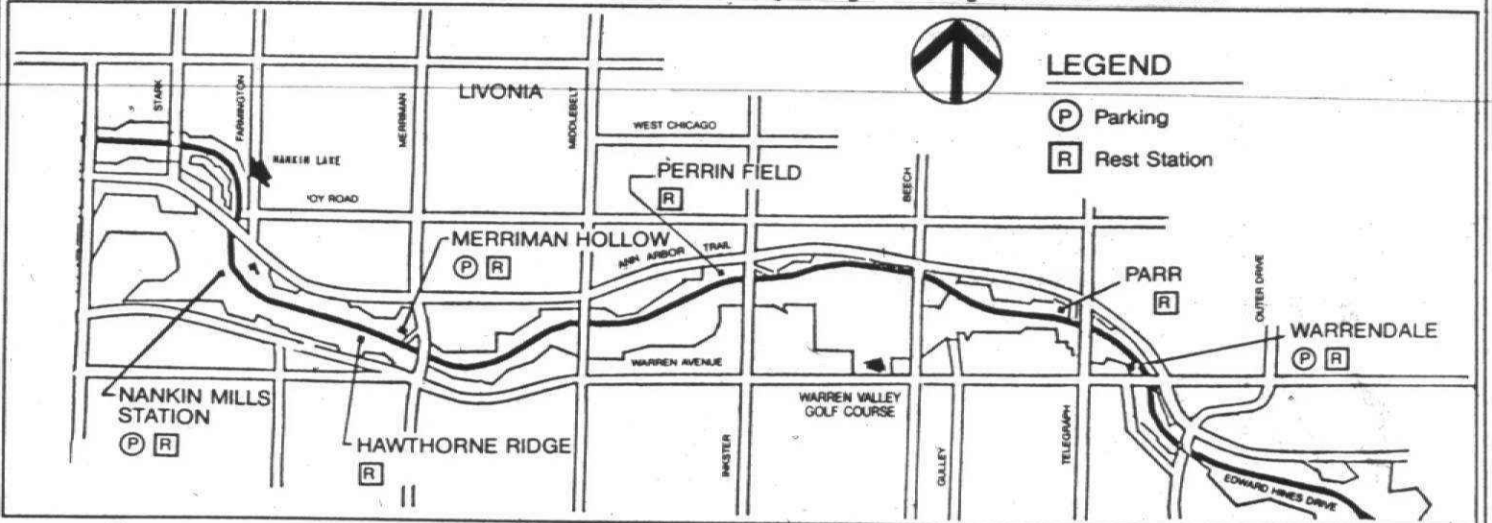 LEGEND
P Parking
R Rest Station
STARK
FARMINGTON
MERRIMAN
LIVONIA
MIDDLEBELT
WEST CHICAGO
NANKIN LAKE
'OY ROAD
PERRIN FIELD
R
BEECH
MERRIMAN HOLLOW
P R
ANN ARBOR TRAIL
PARR
R
OUTER DRIVE
WARRENDALE
P R
WARREN AVENUE
NANKIN MILLS
STATION
P R
HAWTHORNE RIDGE
R
WARREN VALLEY
GOLF COURSE
INKSTER
GULLEY
TELEGRAPH
EDWARD HINES DRIVE